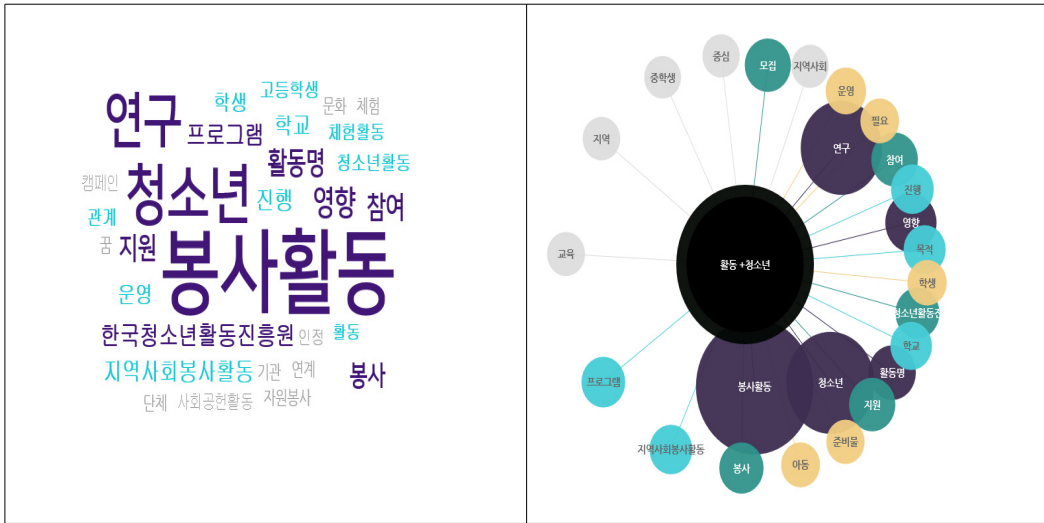 고등학생
연구
학생
문화 체험
프로그램
학교
체험활동
활동명
청소년활동
캠페인
청소년
진행
영향
참여
관계
꿈
지원
봉사활동
운영
한국청소년활동진흥원
인정
활동
지역사회봉사활동
기관
연계
봉사
단체
사회공헌활동
자원봉사
중심
모집
지역사회
중학생
운영
필요
지역
연구
참여
진행
영향
교육
목적
활동 +청소년
학생
청소년활동진
학교
활동명
프로그램
봉사활동
청소년
지원
준비물
지역사회봉사활동
봉사
아동